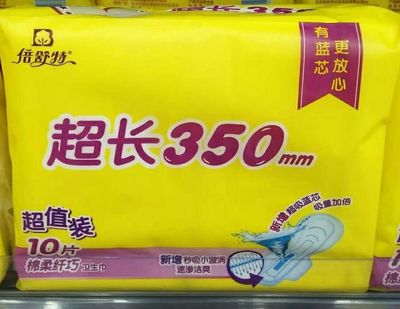 倍舒特
有蓝芯
更放心
超长350mm
超值装
10片
棉柔纤巧卫生巾
新增超吸蓝芯
吸量加倍
新增秒吸小漩涡
速渗洁爽